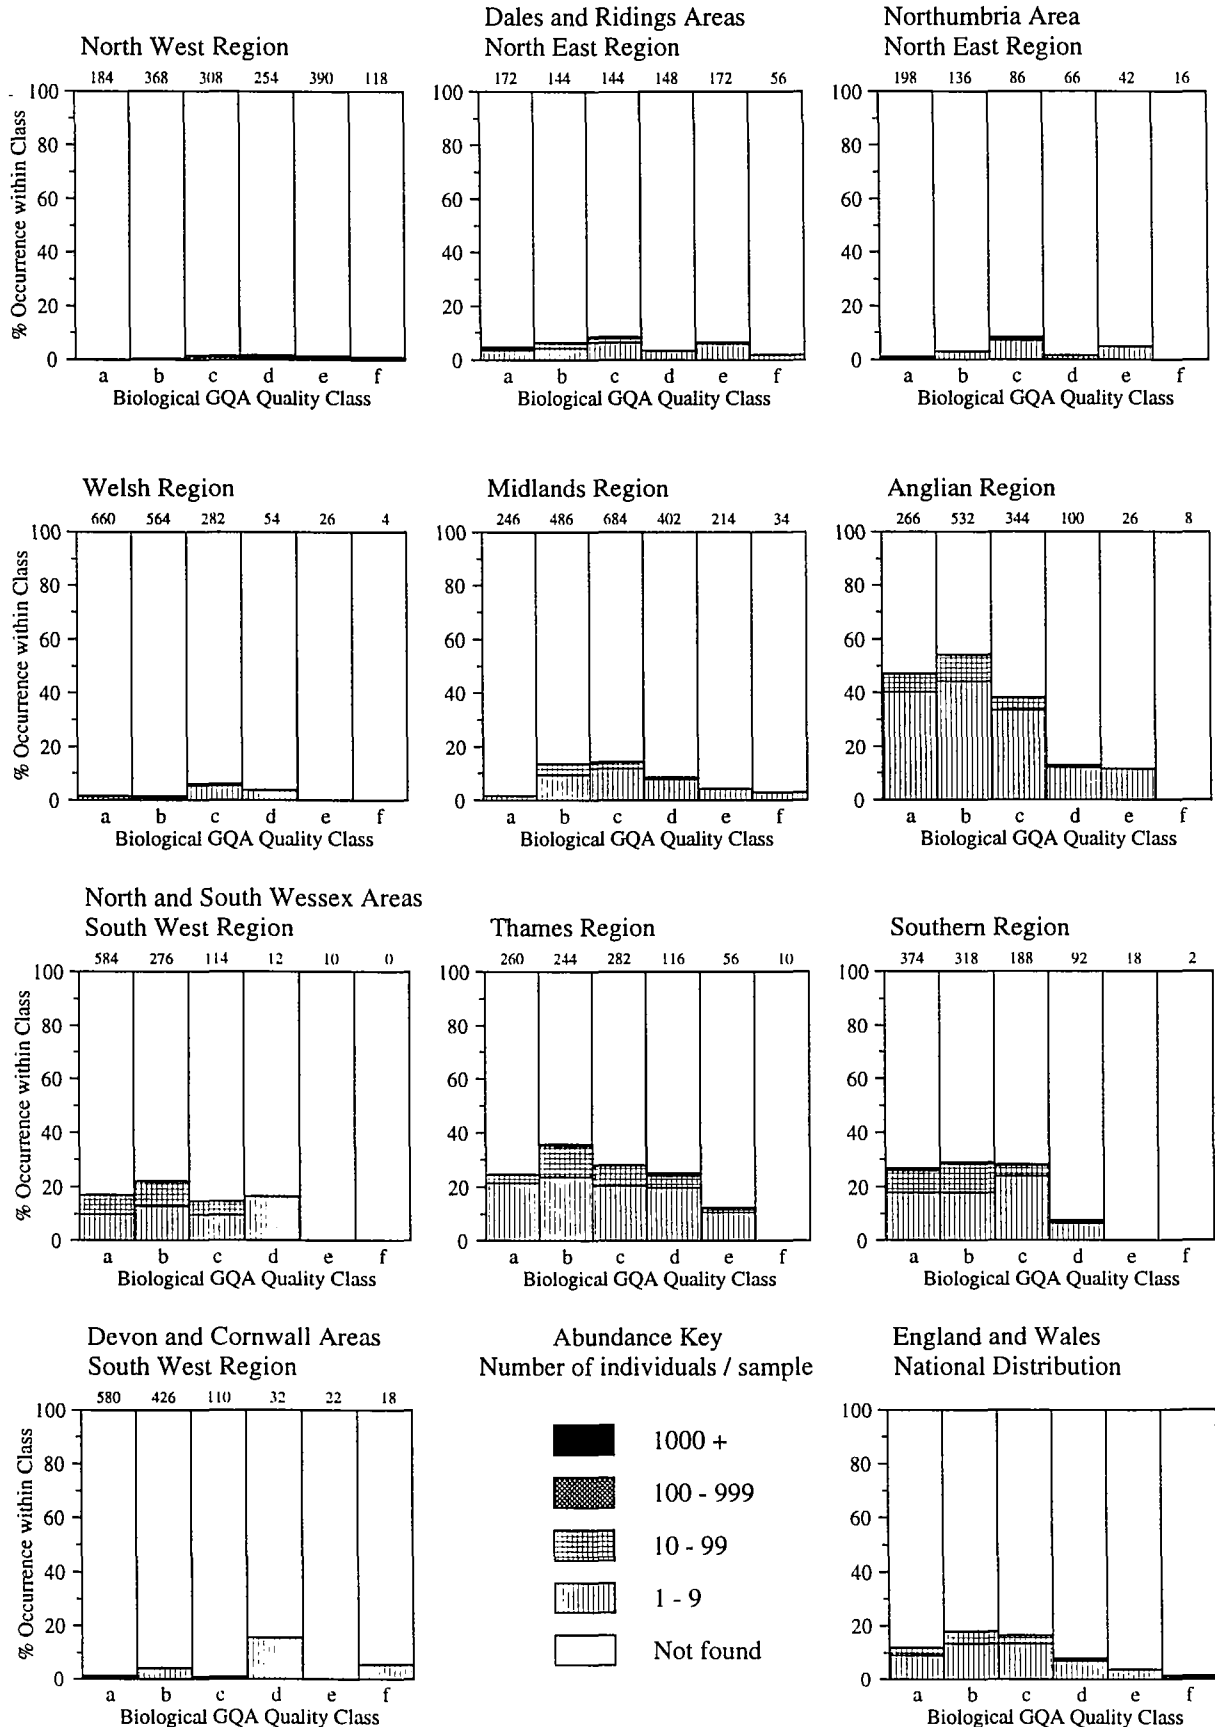 North West Region
184 368 308 254 390 118
100
80
60
40
20
0
% Occurrence within Class
a b c d e f
Biological GQA Quality Class
Dales and Ridings Areas
North East Region
172 144 144 148 172 56
100
80
60
40
20
0
a b c d e f
Biological GQA Quality Class
Northumbria Area
North East Region
198 136 86 66 42 16
100
80
60
40
20
0
a b c d e f
Biological GQA Quality Class
Welsh Region
660 564 282 54 26 4
100
80
60
40
20
0
% Occurrence within Class
a b c d e f
Biological GQA Quality Class
Midlands Region
246 486 684 402 214 34
100
80
60
40
20
0
a b c d e f
Biological GQA Quality Class
Anglian Region
266 532 344 100 26 8
100
80
60
40
20
0
a b c d e f
Biological GQA Quality Class
North and South Wessex Areas
South West Region
584 276 114 12 10 0
100
80
60
40
20
0
% Occurrence within Class
a b c d e f
Biological GQA Quality Class
Thames Region
260 244 282 116 56 10
100
80
60
40
20
0
a b c d e f
Biological GQA Quality Class
Southern Region
374 318 188 92 18 2
100
80
60
40
20
0
a b c d e f
Biological GQA Quality Class
Devon and Cornwall Areas
South West Region
580 426 110 32 22 18
100
80
60
40
20
0
% Occurrence within Class
a b c d e f
Biological GQA Quality Class
Abundance Key
Number of individuals / sample
1000 +
100 - 999
10 - 99
1 - 9
Not found
England and Wales
National Distribution
100
80
60
40
20
0
a b c d e f
Biological GQA Quality Class